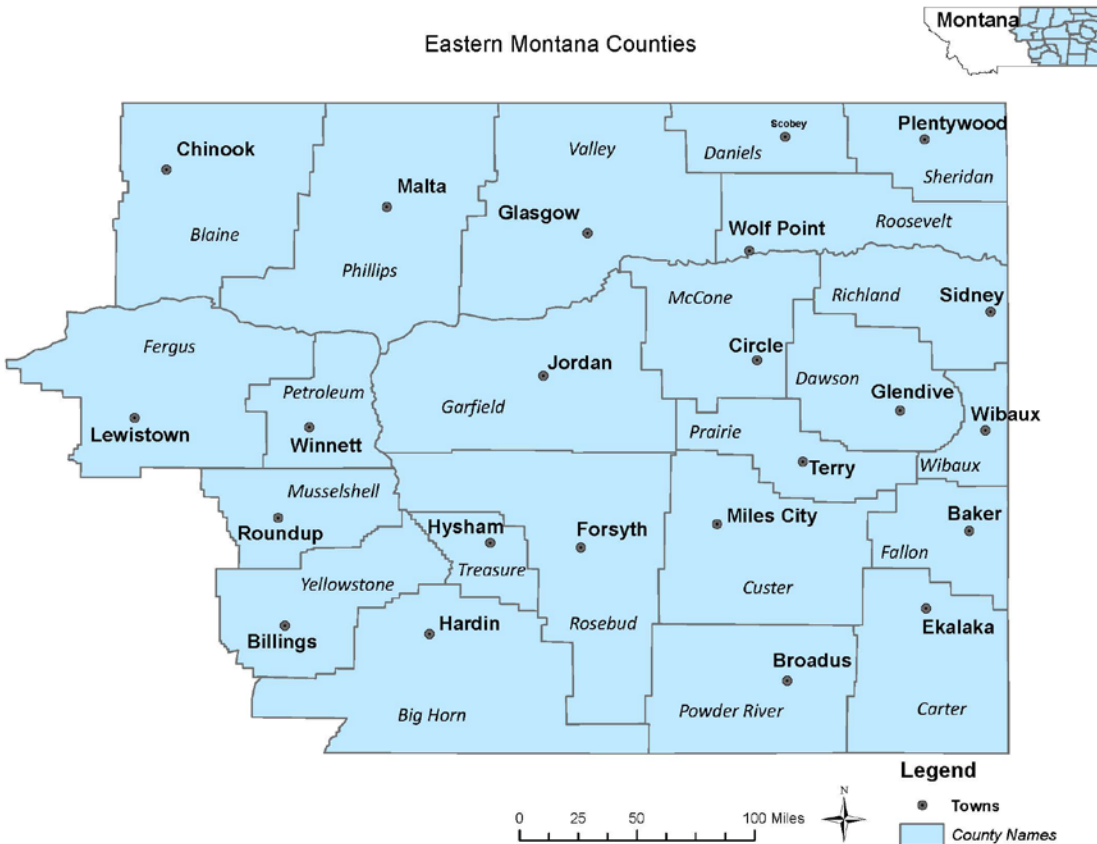 Montana
Eastern Montana Counties
Scobey
Plentywood
Chinook
Valley
Daniels
Malta
Sheridan
Glasgow
Roosevelt
Blaine
Wolf Point
Phillips
McCone
Richland
Sidney
Fergus
Circle
Jordan
Dawson
Petroleum
Glendive
Garfield
Wibaux
Lewistown
Prairie
Winnett
Terry
Wibaux
Musselshell
Miles City
Baker
Hysham
Forsyth
Roundup
Fallon
Treasure
Yellowstone
Custer
Hardin
Rosebud
Ekalaka
Billings
Broadus
Big Horn
Powder River
Carter
Legend
N
Towns
County Names
0 25 50 100 Miles